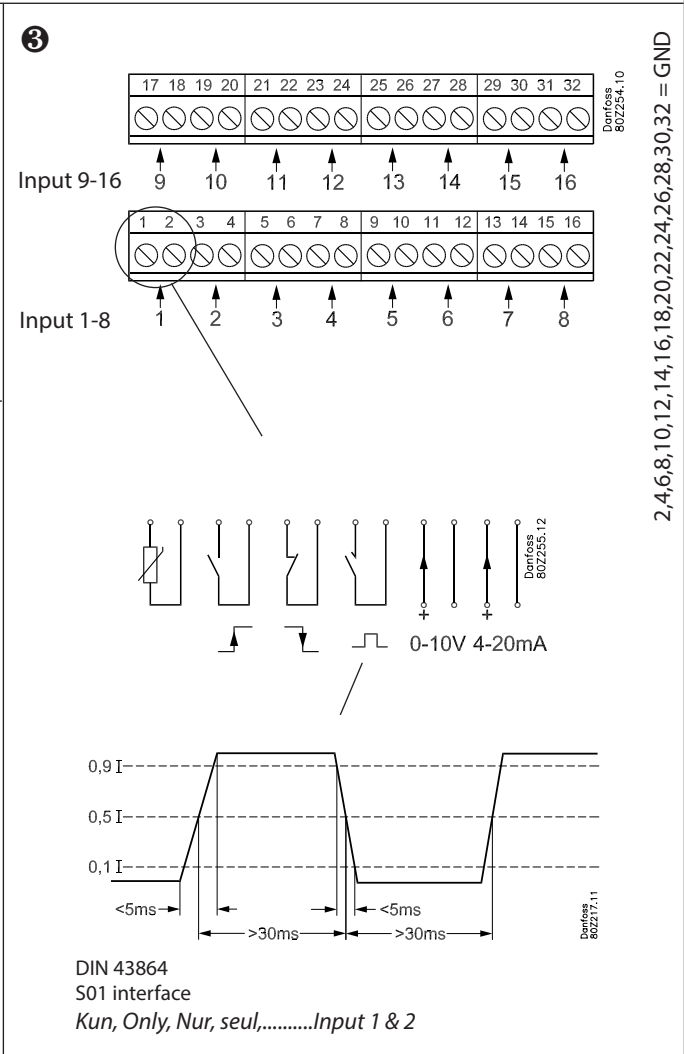 ❸
17 18 19 20 21 22 23 24 25 26 27 28 29 30 31 32
Danfoss
80Z254.10
Input 9-16 9 10 11 12 13 14 15 16
1 2 3 4 5 6 7 8 9 10 11 12 13 14 15 16
Input 1-8 1 2 3 4 5 6 7 8
2,4,6,8,10,12,14,16,18,20,22,24,26,28,30,32 = GND
Danfoss
80Z255.12
+ +
0-10V 4-20mA
0,9 I
0,5 I
0,1 I
<5ms <5ms
>30ms >30ms
Danfoss
80Z217.11
DIN 43864
S01 interface
Kun, Only, Nur, seul,..........Input 1 & 2